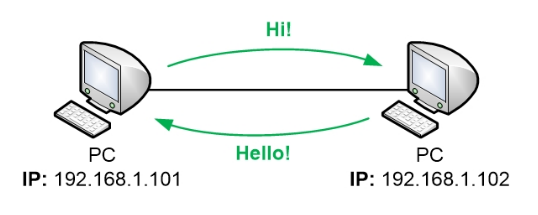 Hi!
Hello!
PC
IP: 192.168.1.101
PC
IP: 192.168.1.102